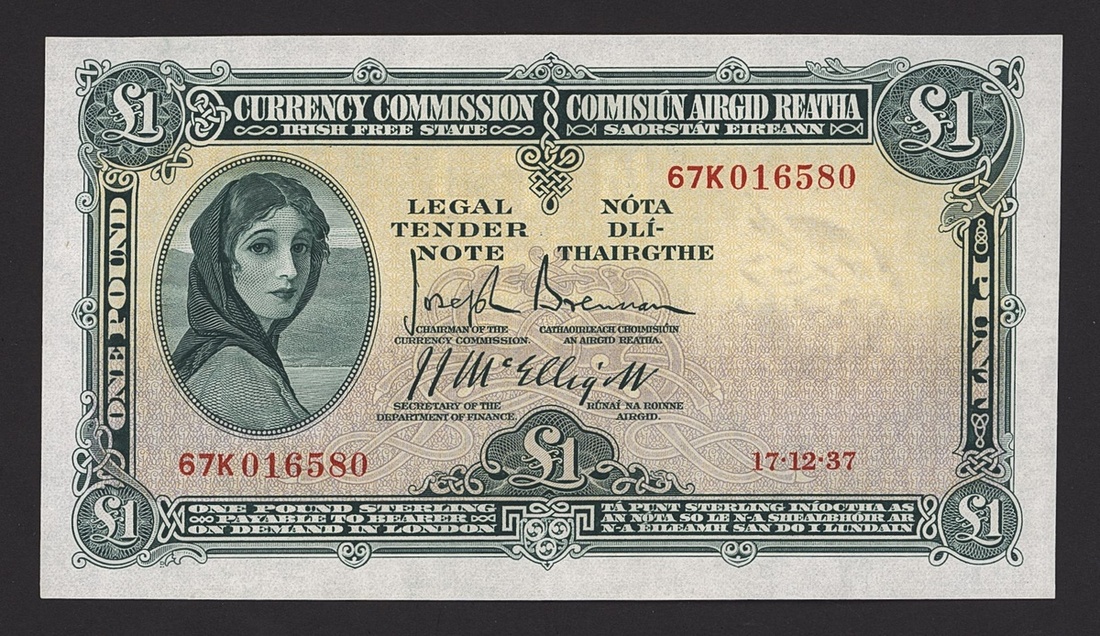 £1
CURRENCY COMMISSION
IRISH FREE STATE
COIMISIÚN AIRGID REATHA
SAORSTÁT EIREANN
£1
67K016580
LEGAL
TENDER
NOTE
NÓTA
DLÍ-
THAIRGTHE
ONE POUND
PUNT
Joseph Brennan
CHAIRMAN OF THE
CURRENCY COMMISSION.
CATHAOIRLEACH CHOIMISIÚIN
AN AIRGID REATHA.
J J McElligott
SECRETARY OF THE
DEPARTMENT OF FINANCE.
RÚNAÍ NA ROINNE
AIRGID.
67K016580
£1
17·12·37
£1
ONE POUND STERLING
PAYABLE TO BEARER
ON DEMAND IN LONDON
TÁ PUNT STERLING INÍOCTHA AS
AN NÓTA SO LE N-A SHEALBHÓIR AR
N-A ÉILEAMH SAN DO I LUNDAIN
£1